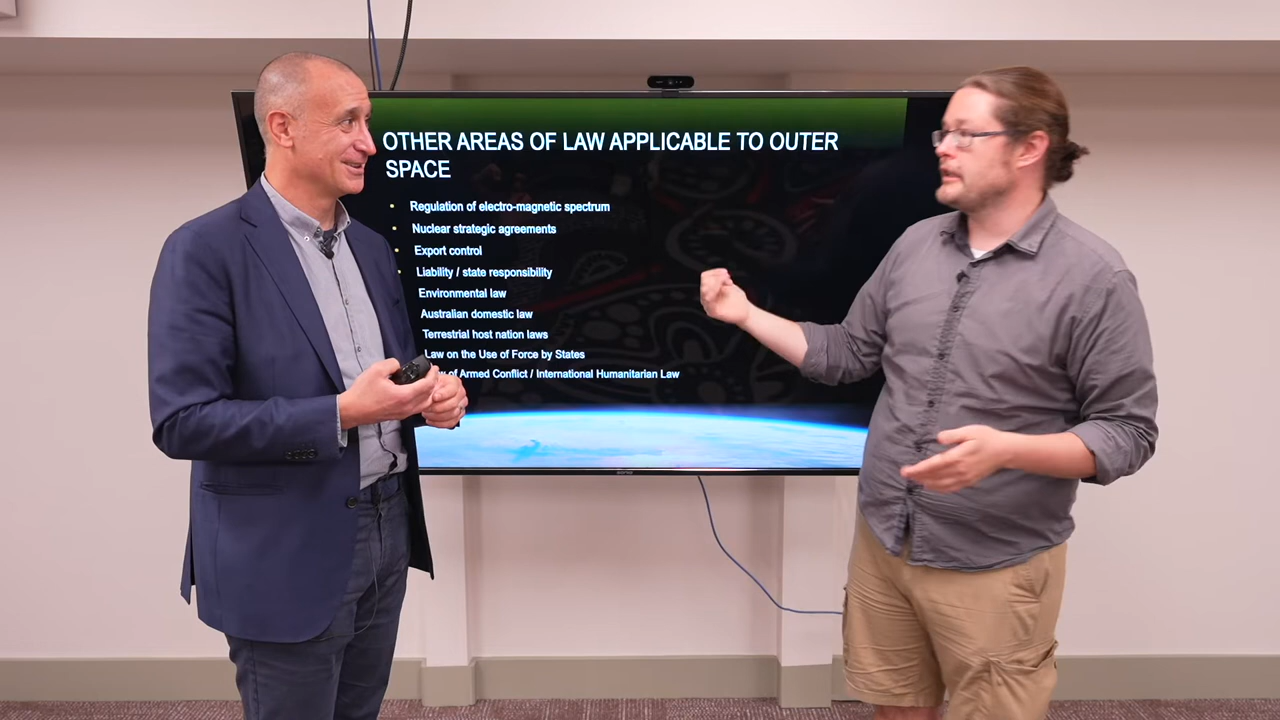 OTHER AREAS OF LAW APPLICABLE TO OUTER
SPACE
• Regulation of electro-magnetic spectrum
• Nuclear strategic agreements
• Export control
• Liability / state responsibility
Environmental law
Australian domestic law
Terrestrial host nation laws
Law on the Use of Force by States
of Armed Conflict / International Humanitarian Law